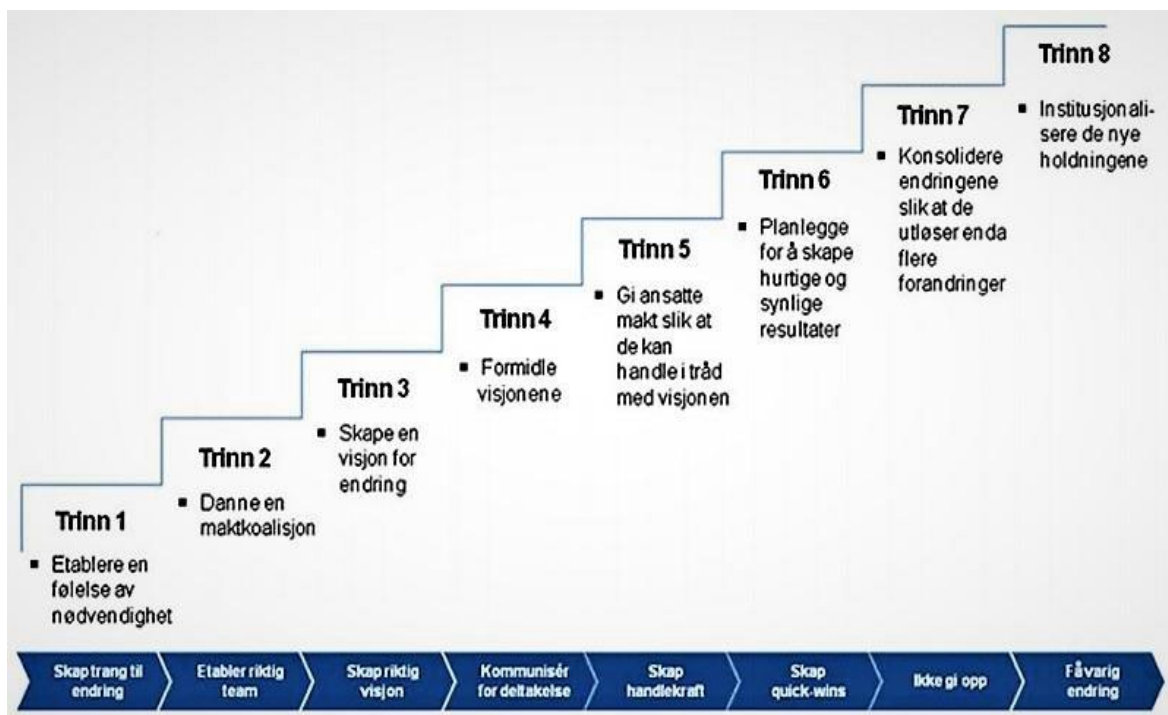 Trinn 1
▪ Etablere en
følelse av
nødvendighet
Trinn 2
▪ Danne en
maktkoalisjon
Trinn 3
▪ Skape en
visjon for
endring
Trinn 4
▪ Formidle
visjonene
Trinn 5
▪ Gi ansatte
makt slik at
de kan
handle i tråd
med visjonen
Trinn 6
▪ Planlegge
for å skape
hurtige og
synlige
resultater
Trinn 7
▪ Konsolidere
endringene
slik at de
utløser enda
flere
forandringer
Trinn 8
▪ Institusjonali-
sere de nye
holdningene
Skap trang til
endring
Etabler riktig
team
Skap riktig
visjon
Kommunisér
for deltakelse
Skap
handlekraft
Skap
quick-wins
Ikke gi opp
Få varig
endring